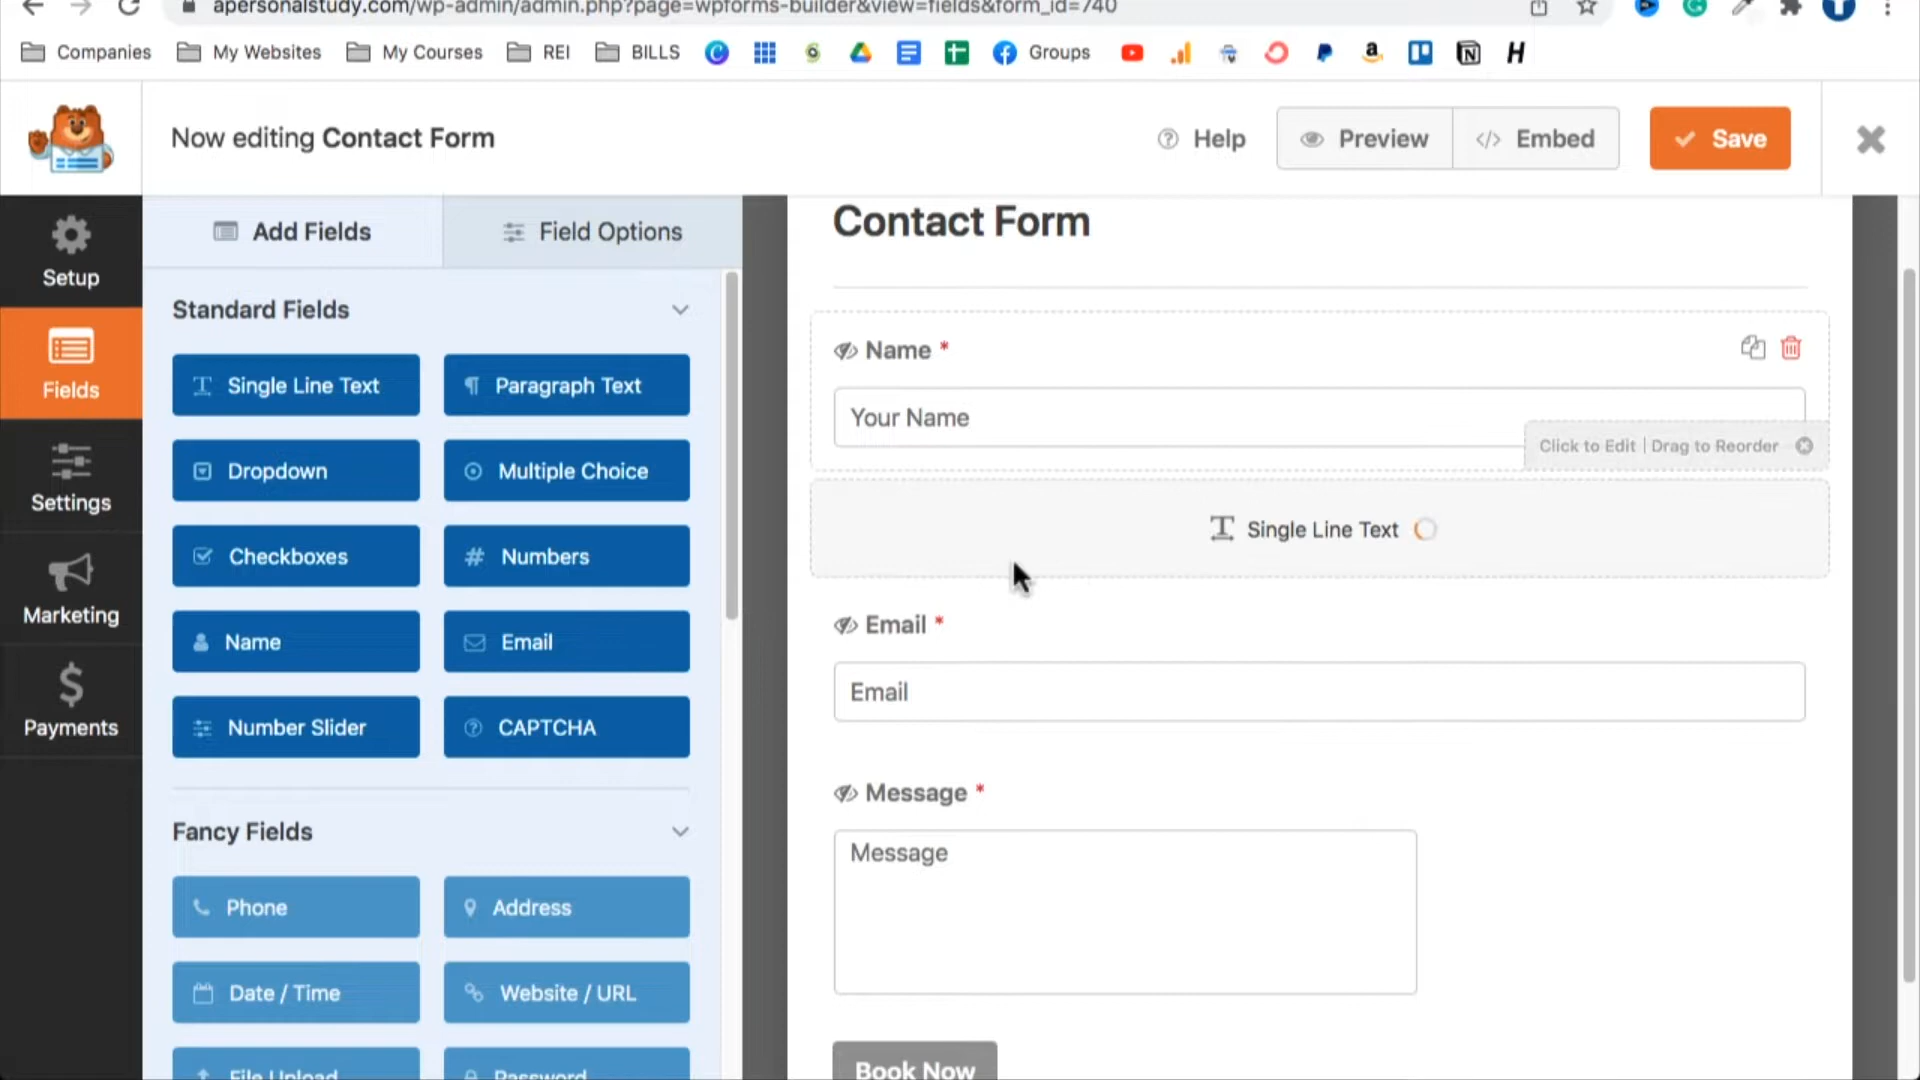 apersonalstudy.com/wp-admin/admin.php?page=wpforms-builder&view=fields&form_id=740
Companies My Websites My Courses REI BILLS Groups
Now editing Contact Form
Help
Preview
Embed
Save
Setup
Fields
Settings
Marketing
Payments
Add Fields
Field Options
Standard Fields
Single Line Text
Paragraph Text
Dropdown
Multiple Choice
Checkboxes
Numbers
Name
Email
Number Slider
CAPTCHA
Fancy Fields
Phone
Address
Date / Time
Website / URL
File Upload
Password
Contact Form
Name *
Your Name
Click to Edit | Drag to Reorder
Single Line Text
Email *
Email
Message *
Message
Book Now